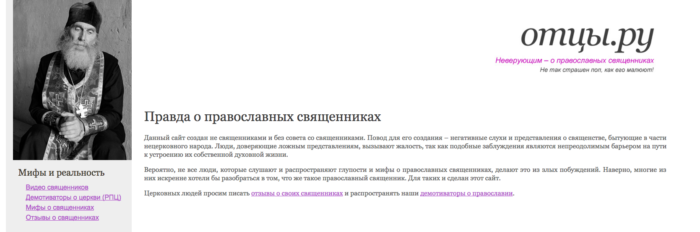 отцы.ру
Неверующим – о православных священниках
Не так страшен поп, как его малюют!
Правда о православных священниках
Данный сайт создан не священниками и без совета со священниками. Повод для его создания – негативные слухи и представления о священстве, бытующие в части
нецерковного народа. Люди, доверяющие ложным представлениям, вызывают жалость, так как подобные заблуждения являются непреодолимым барьером на пути
в устроении их собственной духовной жизни.
Вероятно, не все люди, которые слушают и распространяют глупости и мифы о православных священниках, делают это из злых побуждений. Наверно, многие из
них искренне хотели бы разобраться в том, что же такое православный священник. Для таких и сделан этот сайт.
Церковных людей просим писать отзывы о своих священниках и распространять наши демотиваторы о православии.
Мифы и реальность
Видео священников
Демотиваторы о церкви (РПЦ)
Мифы о священниках
Отзывы о священниках